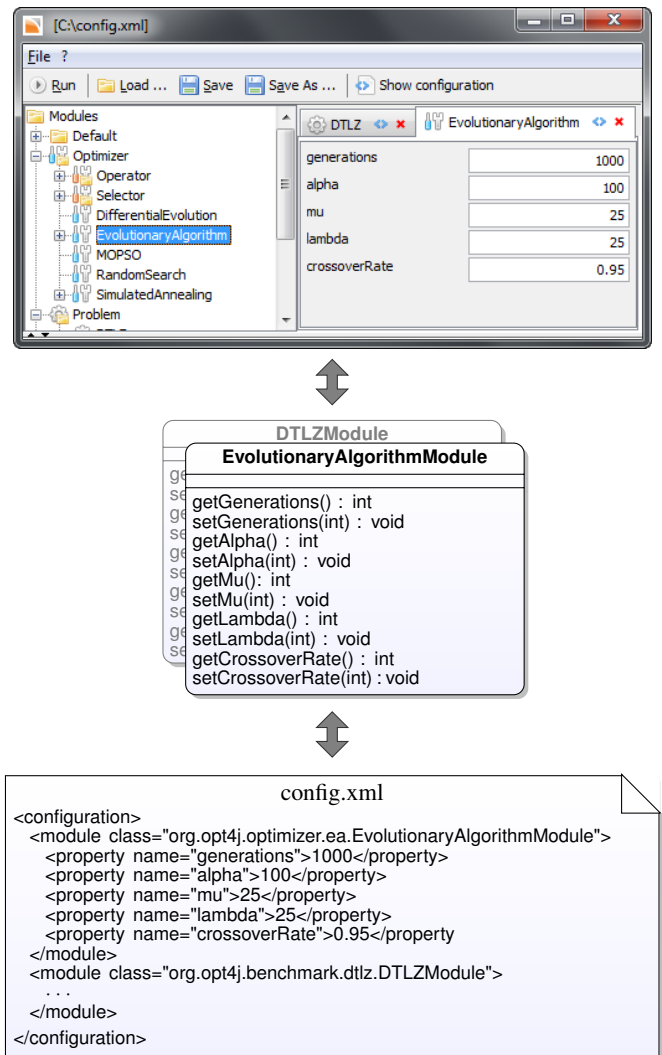 [C:\config.xml]
File ?
Run Load ... Save Save As ... Show configuration
Modules
Default
Optimizer
Operator
Selector
DifferentialEvolution
EvolutionaryAlgorithm
MOPSO
RandomSearch
SimulatedAnnealing
Problem
DTLZ EvolutionaryAlgorithm
generations 1000
alpha 100
mu 25
lambda 25
crossoverRate 0.95
DTLZModule
EvolutionaryAlgorithmModule
getGenerations() : int
setGenerations(int) : void
getAlpha() : int
setAlpha(int) : void
getMu(): int
setMu(int) : void
getLambda() : int
setLambda(int) : void
getCrossoverRate() : int
setCrossoverRate(int) : void
config.xml
<configuration>
<module class="org.opt4j.optimizer.ea.EvolutionaryAlgorithmModule">
<property name="generations">1000</property>
<property name="alpha">100</property>
<property name="mu">25</property>
<property name="lambda">25</property>
<property name="crossoverRate">0.95</property
</module>
<module class="org.opt4j.benchmark.dtlz.DTLZModule">
. . .
</module>
</configuration>